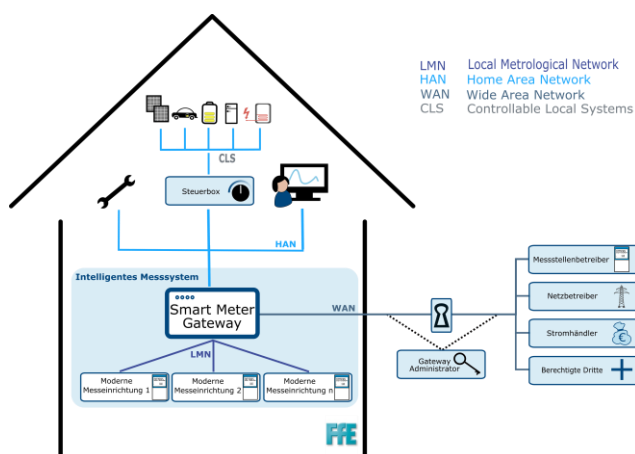 LMN Local Metrological Network
HAN Home Area Network
WAN Wide Area Network
CLS Controllable Local Systems
CLS
Steuerbox
HAN
Intelligentes Messsystem
Smart Meter
Gateway
WAN
LMN
Moderne
Messeinrichtung 1
Moderne
Messeinrichtung 2
Moderne
Messeinrichtung n
Gateway
Administrator
Messstellenbetreiber
Netzbetreiber
Stromhändler
€
Berechtigte Dritte
FfE